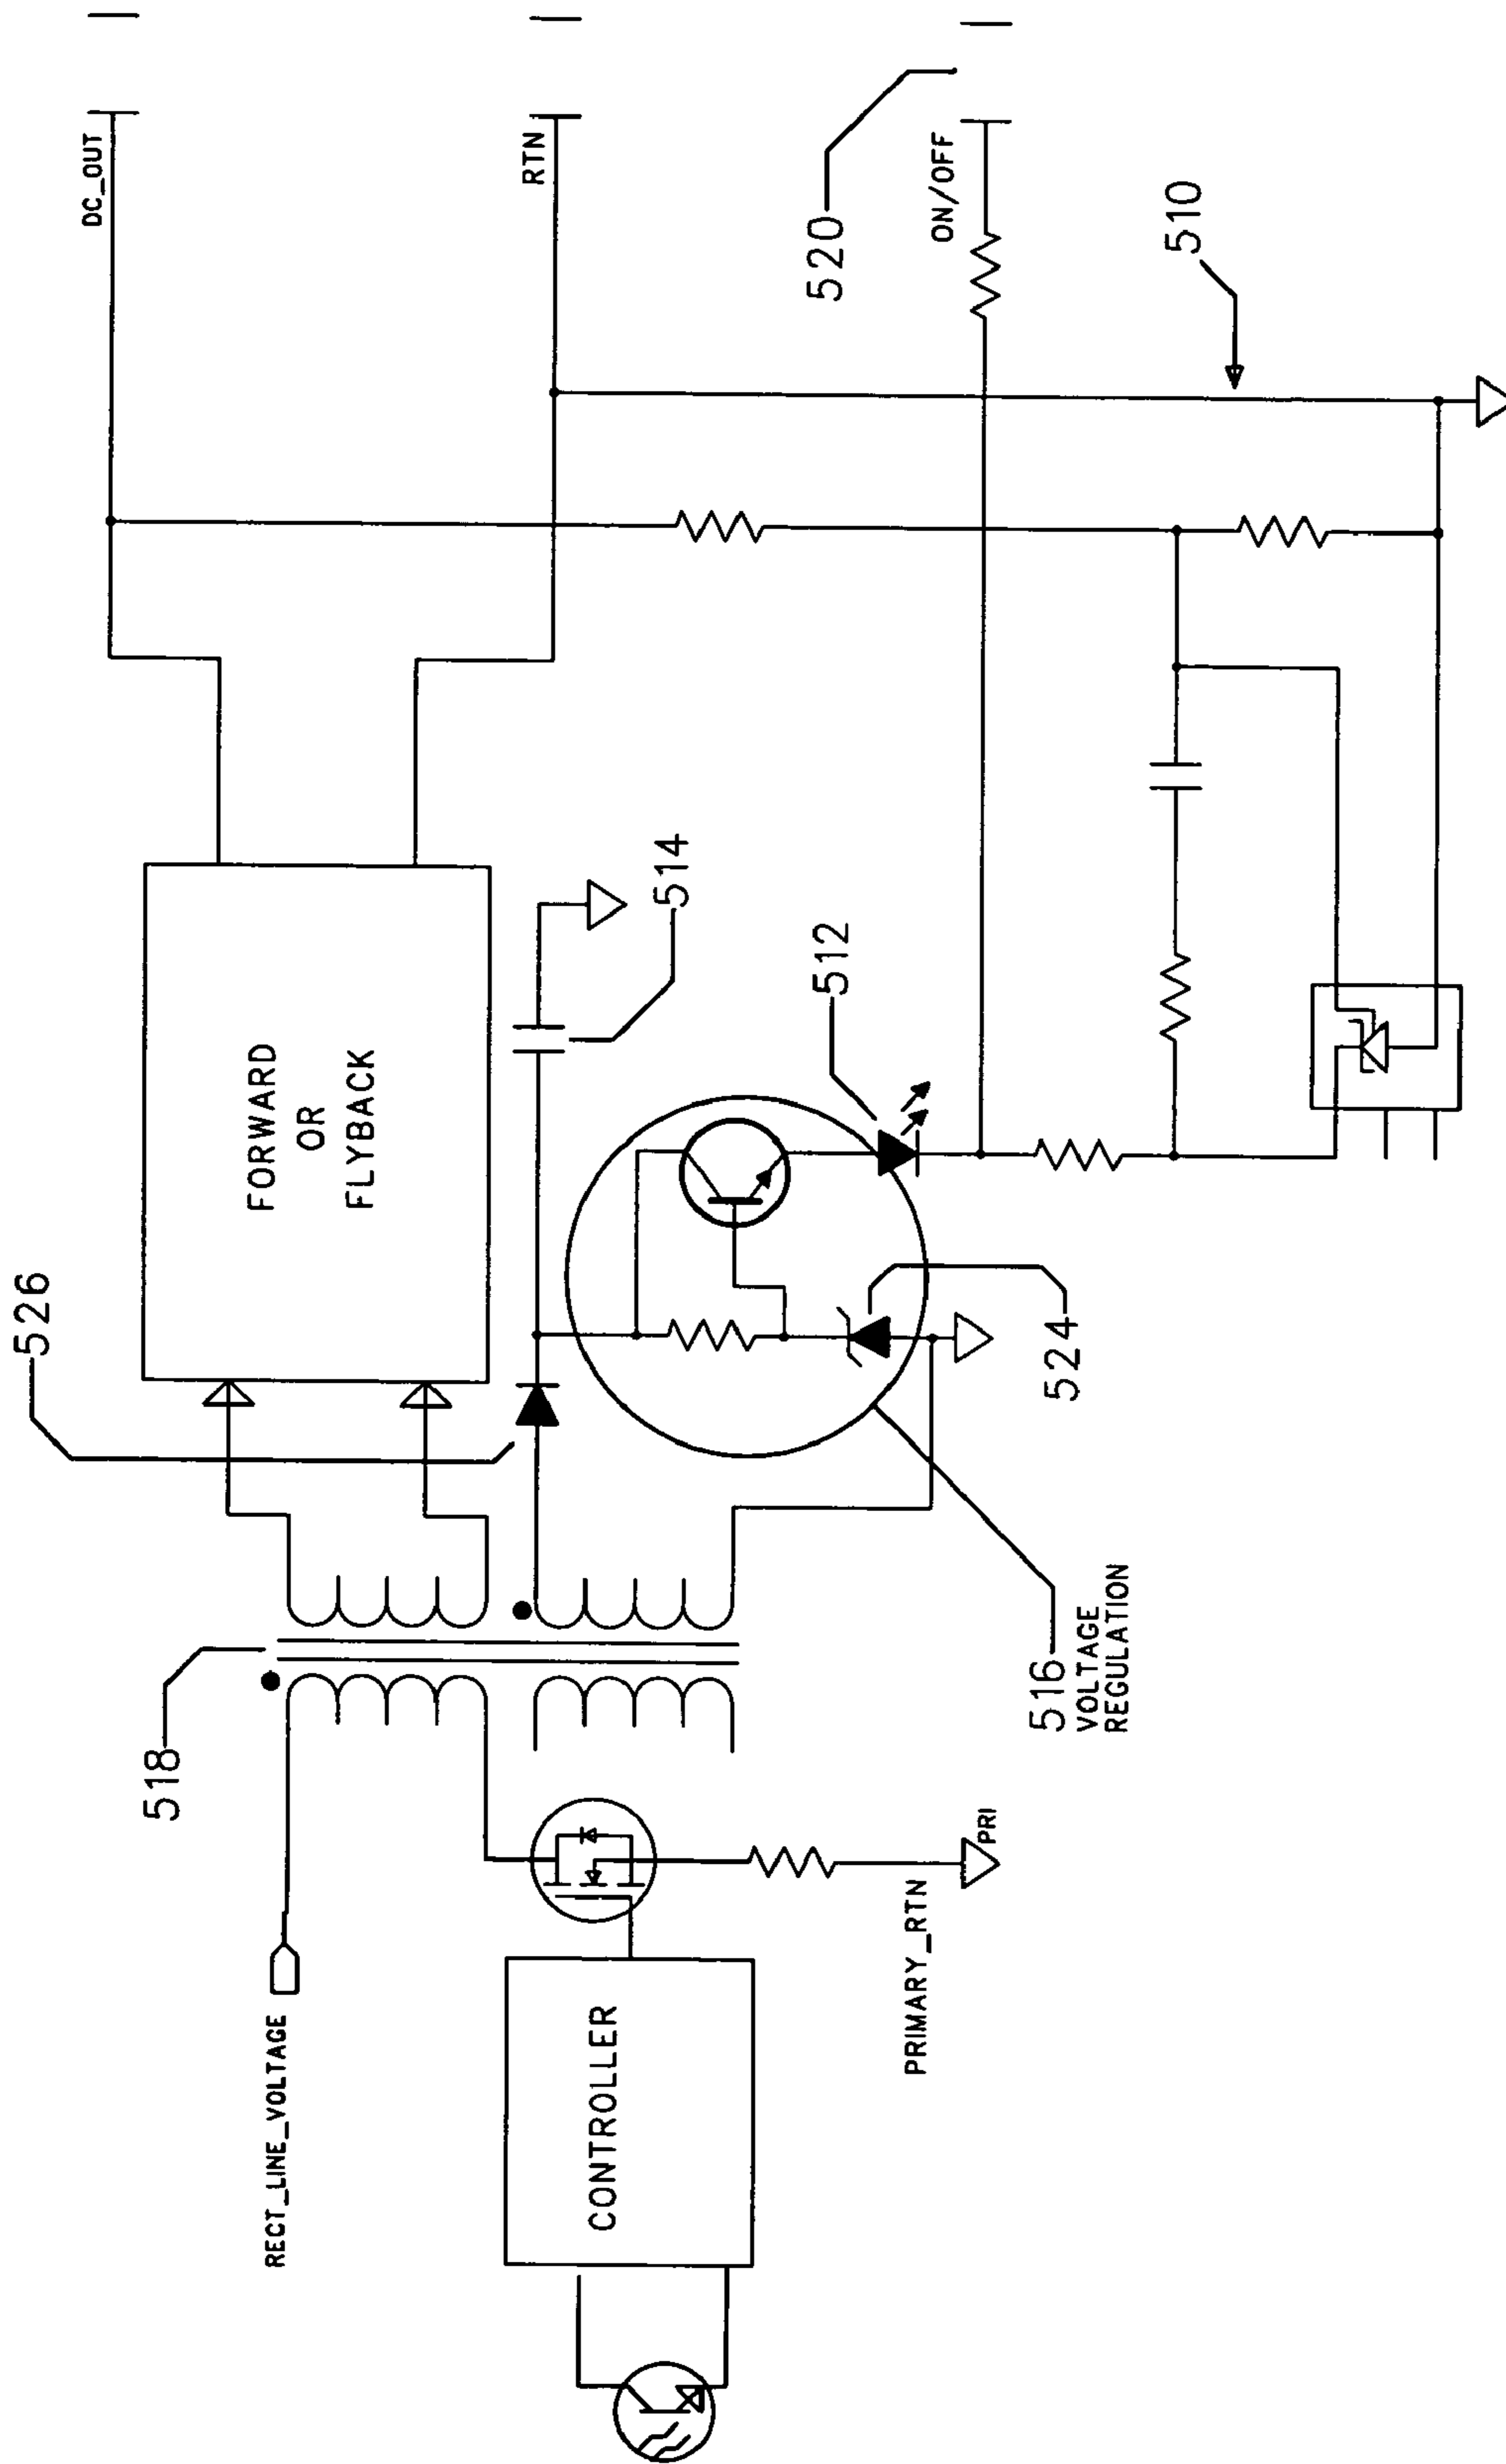 DC_OUT
RTN
520
ON/OFF
510
526
FORWARD
OR
FLYBACK
514
512
524
518
516
VOLTAGE
REGULATION
RECT_LINE_VOLTAGE
CONTROLLER
PRIMARY_RTN
PRI